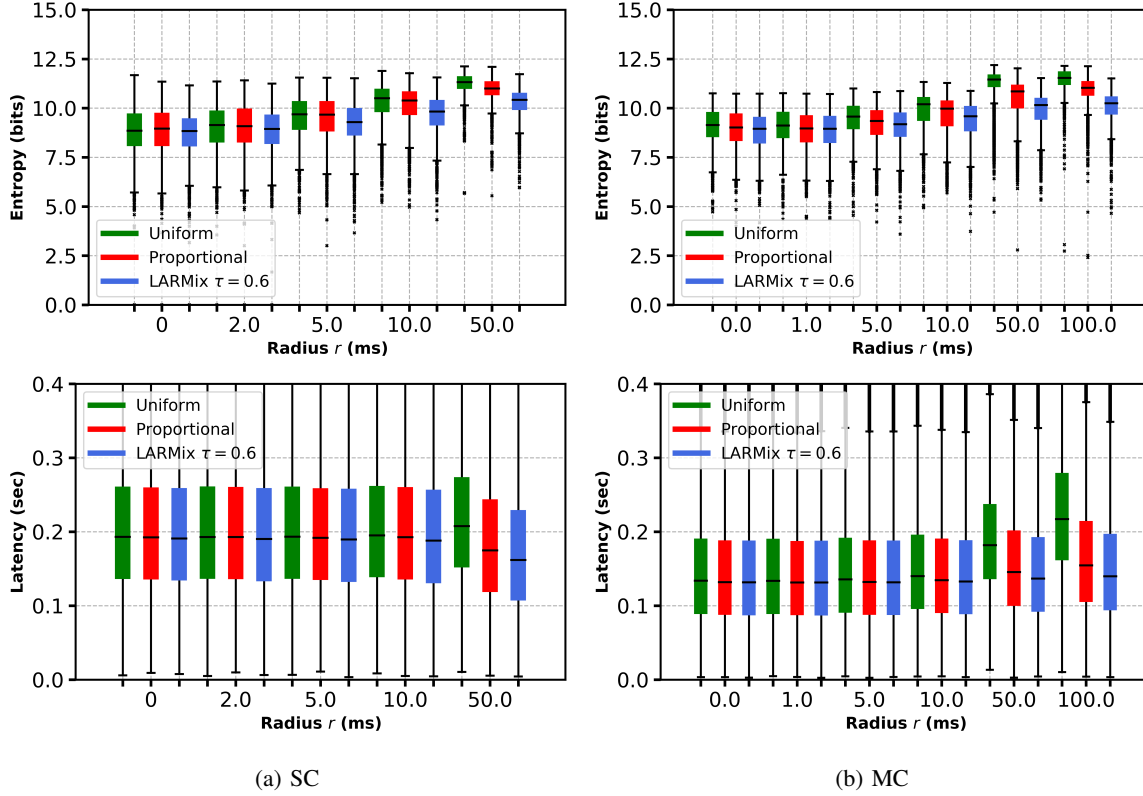 15.0
12.5
10.0
7.5
5.0
2.5
0.0
Entropy (bits)
Uniform
Proportional
LARMix τ = 0.6
0 2.0 5.0 10.0 50.0
Radius r (ms)
15.0
12.5
10.0
7.5
5.0
2.5
0.0
Entropy (bits)
Uniform
Proportional
LARMix τ = 0.6
0.0 1.0 5.0 10.0 50.0 100.0
Radius r (ms)
0.4
0.3
0.2
0.1
0.0
Latency (sec)
Uniform
Proportional
LARMix τ = 0.6
0 2.0 5.0 10.0 50.0
Radius r (ms)
0.4
0.3
0.2
0.1
0.0
Latency (sec)
Uniform
Proportional
LARMix τ = 0.6
0.0 1.0 5.0 10.0 50.0 100.0
Radius r (ms)
(a) SC
(b) MC